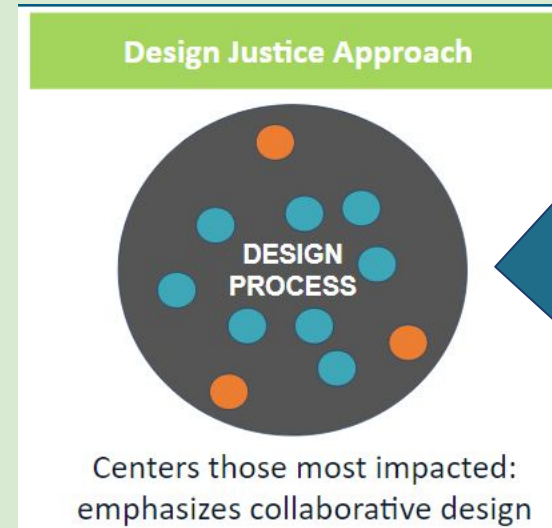 Design Justice Approach
DESIGN
PROCESS
Centers those most impacted:
emphasizes collaborative design